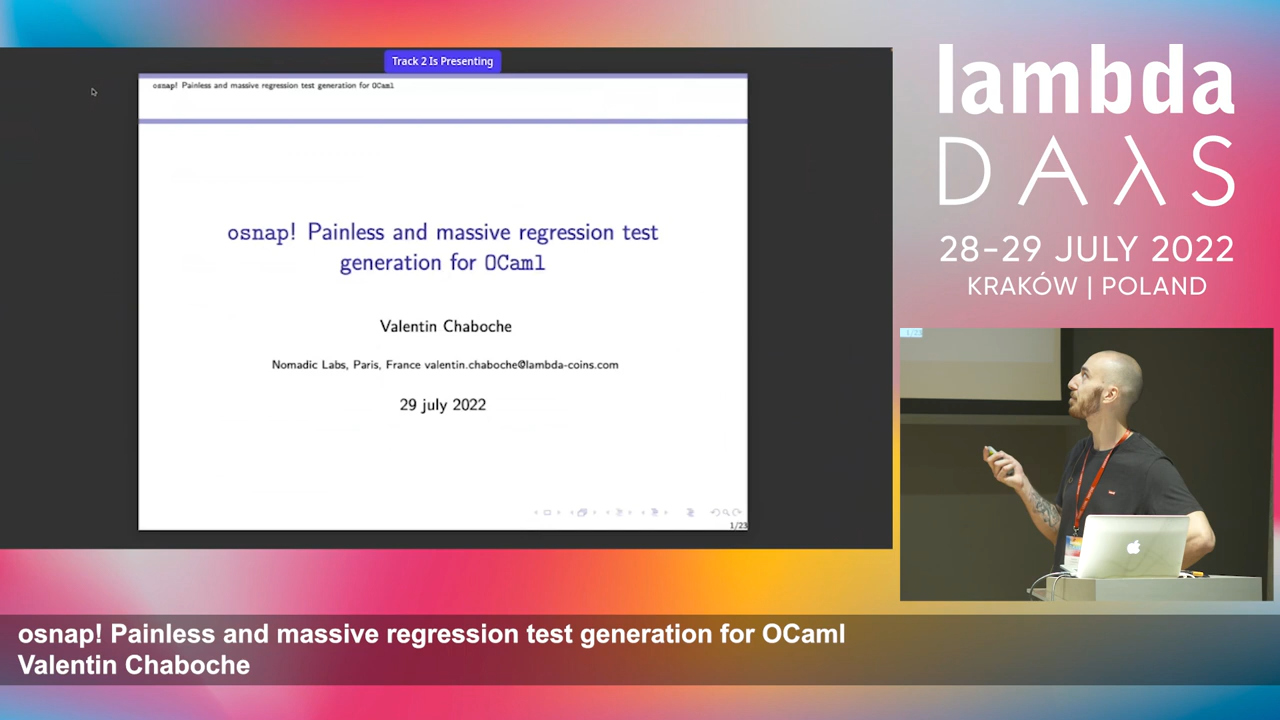 Track 2 Is Presenting
osnap! Painless and massive regression test generation for OCaml
osnap! Painless and massive regression test
generation for OCaml
Valentin Chaboche
Nomadic Labs, Paris, France valentin.chaboche@lambda-coins.com
29 july 2022
1/23
lambda
DAλS
28-29 JULY 2022
KRAKÓW | POLAND
osnap! Painless and massive regression test generation for OCaml
Valentin Chaboche